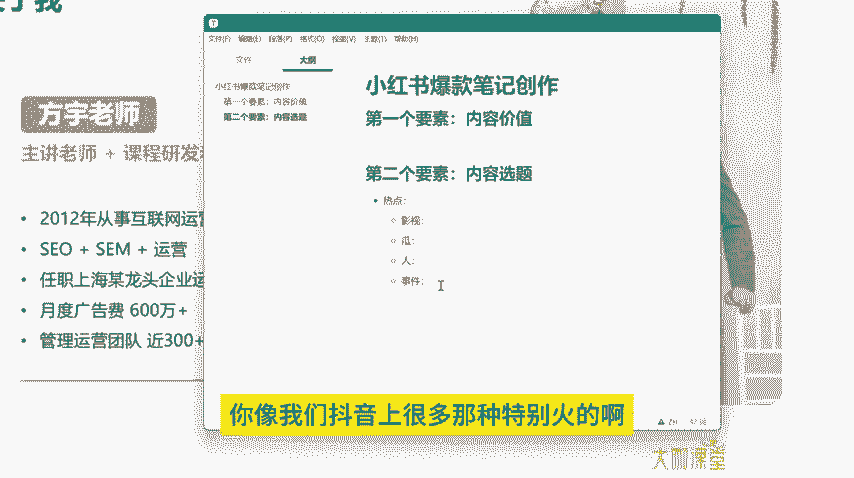 方宇老师
主讲老师 + 课程研发
• 2012年从事互联网运营
• SEO + SEM + 运营
• 任职上海某龙头企业运
• 月度广告费 600万+
• 管理运营团队 近300+
文件(F) 编辑(E) 段落(P) 格式(O) 视图(V) 主题(T) 帮助(H)
文件 大纲
小红书爆款笔记创作
第一个要素：内容价值
第二个要素：内容选题
小红书爆款笔记创作
第一个要素：内容价值
第二个要素：内容选题
• 热点：
◦ 影视：
◦ 瓜：
◦ 人：
◦ 事件：
你像我们抖音上很多那种特别火的啊
大咖课堂